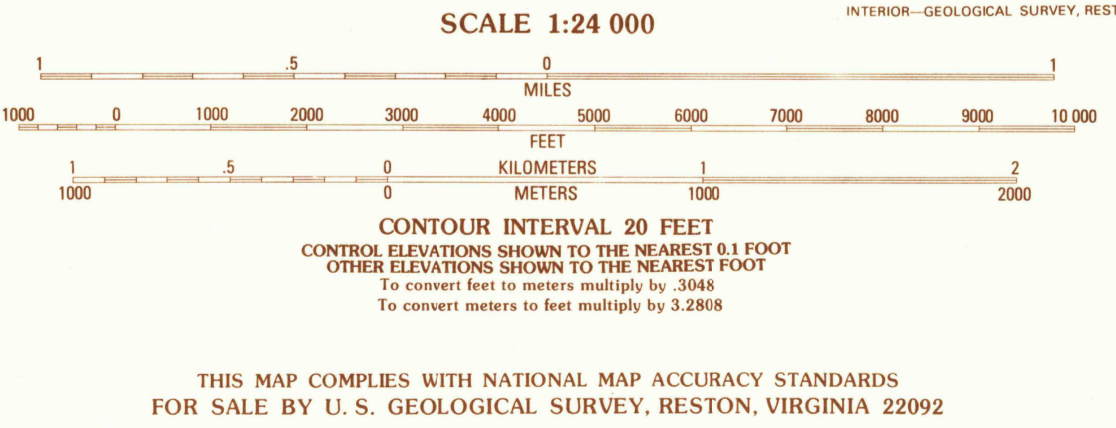 INTERIOR—GEOLOGICAL SURVEY, REST
SCALE 1:24 000
1 .5 0 1
MILES
1000 0 1000 2000 3000 4000 5000 6000 7000 8000 9000 10 000
FEET
1 .5 0 KILOMETERS 1 2
1000 0 METERS 1000 2000
CONTOUR INTERVAL 20 FEET
CONTROL ELEVATIONS SHOWN TO THE NEAREST 0.1 FOOT
OTHER ELEVATIONS SHOWN TO THE NEAREST FOOT
To convert feet to meters multiply by .3048
To convert meters to feet multiply by 3.2808
THIS MAP COMPLIES WITH NATIONAL MAP ACCURACY STANDARDS
FOR SALE BY U. S. GEOLOGICAL SURVEY, RESTON, VIRGINIA 22092